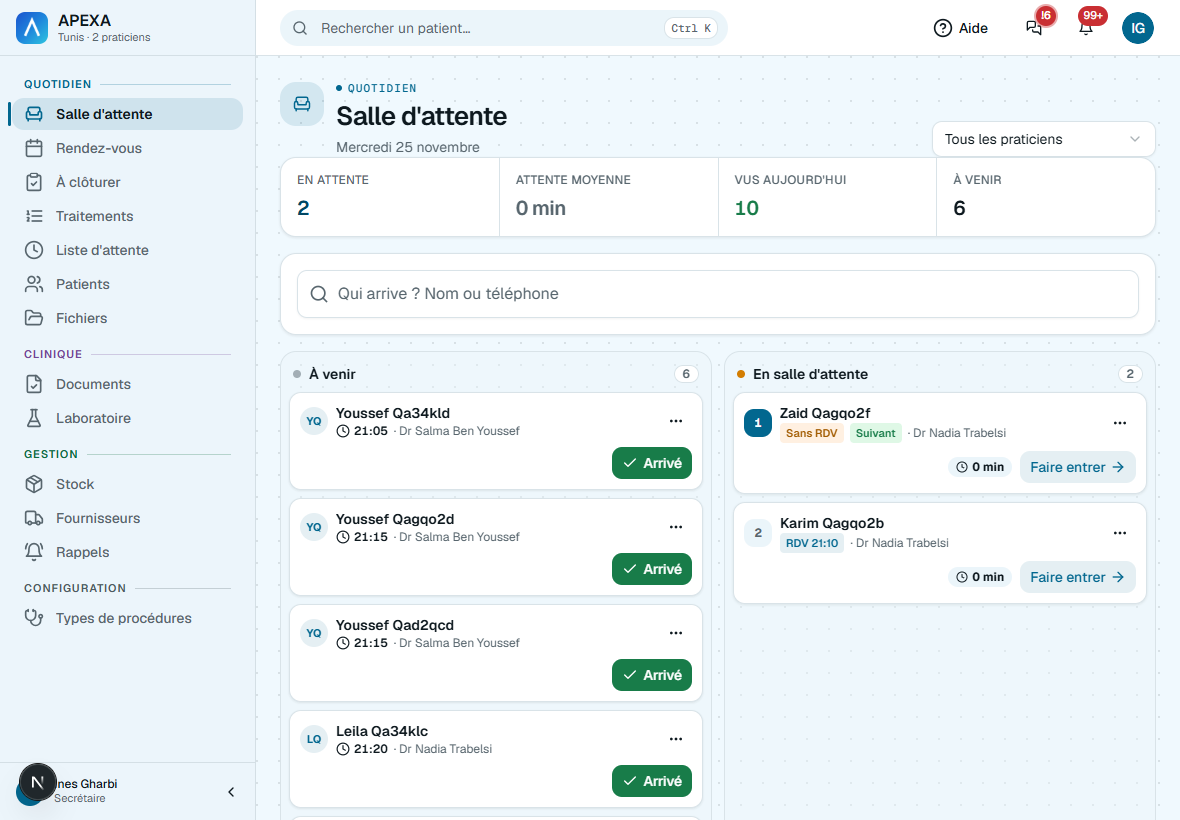 APEXA
Tunis · 2 praticiens
Rechercher un patient…
Ctrl K
Aide
99+
IG
QUOTIDIEN
Salle d'attente
Rendez-vous
À clôturer
Traitements
Liste d'attente
Patients
Fichiers
CLINIQUE
Documents
Laboratoire
GESTION
Stock
Fournisseurs
Rappels
CONFIGURATION
Types de procédures
N
Ines Gharbi
Secrétaire
QUOTIDIEN
Salle d'attente
Mercredi 25 novembre
Tous les praticiens
EN ATTENTE
2
ATTENTE MOYENNE
0 min
VUS AUJOURD'HUI
10
À VENIR
6
Qui arrive ? Nom ou téléphone
À venir
6
YQ
Youssef Qa34kld
21:05 · Dr Salma Ben Youssef
Arrivé
YQ
Youssef Qagqo2d
21:15 · Dr Salma Ben Youssef
Arrivé
YQ
Youssef Qad2qcd
21:15 · Dr Salma Ben Youssef
Arrivé
LQ
Leila Qa34klc
21:20 · Dr Nadia Trabelsi
Arrivé
En salle d'attente
2
1
Zaid Qagqo2f
Sans RDV Suivant · Dr Nadia Trabelsi
0 min
Faire entrer
2
Karim Qagqo2b
RDV 21:10 · Dr Nadia Trabelsi
0 min
Faire entrer